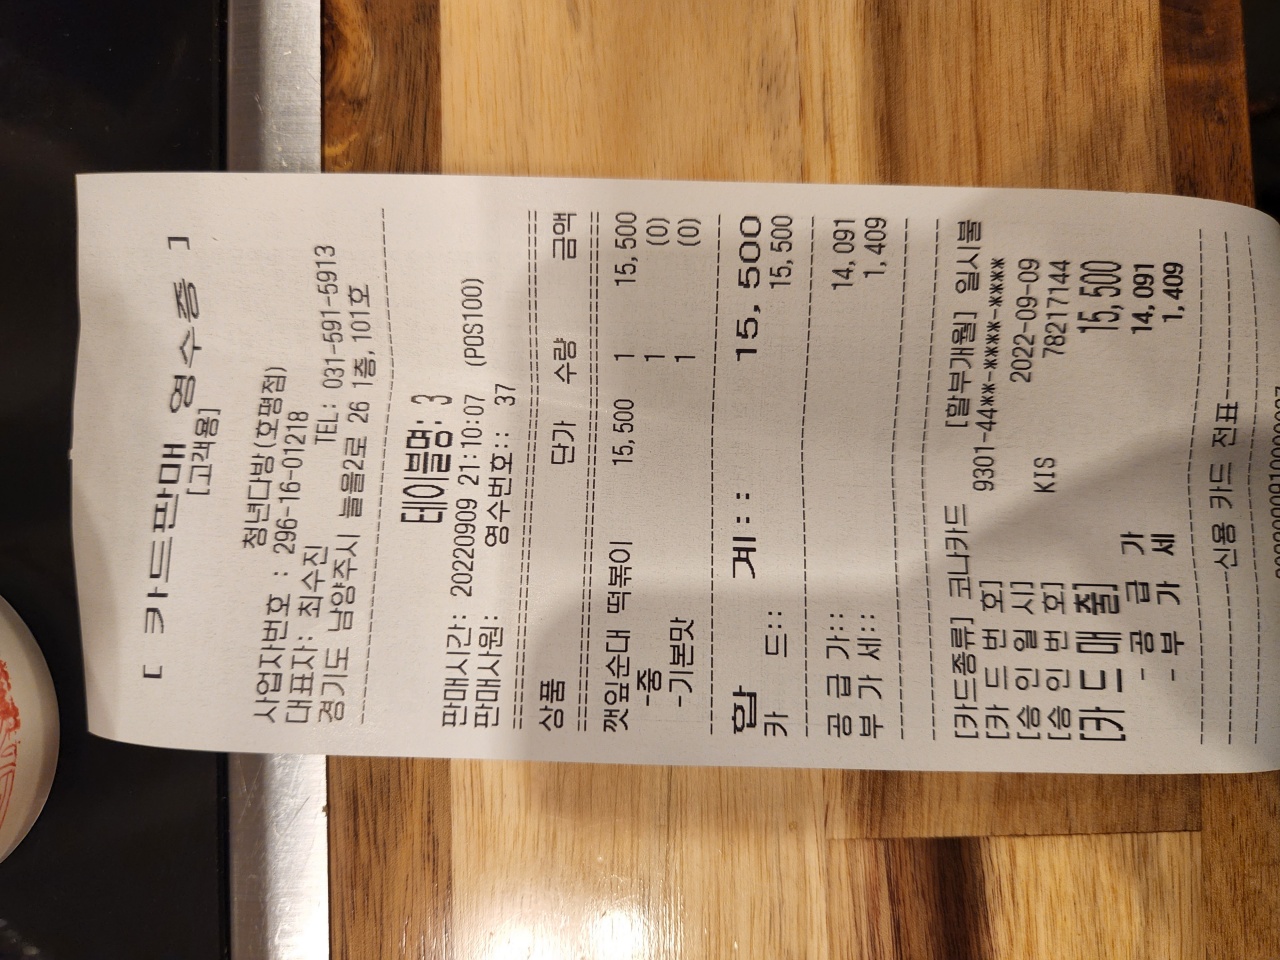 [ 카드판매 영수증 ]
[고객용]
청년다방(호평점)
사업자번호 : 296-16-01218
대표자: 최수진 TEL: 031-591-5913
경기도 남양주시 늘을2로 26 1층, 101호
테이블명: 3
판매시간: 20220909 21:10:07 (POS100)
판매사원: 영수번호:: 37
상품 단가 수량 금액
깻잎순대 떡볶이 15,500 1 15,500
-중 1 (0)
-기본맛 1 (0)
합 계:: 15,500
카 드:: 15,500
공 급 가:: 14,091
부 가 세:: 1,409
[카드종류] 코나카드 [할부개월] 일시불
[카 드 번 호] 9301-44**-****-****
[승 인 일 시] 2022-09-09
[승 인 번 호] KIS 78217144
[카 드 매 출] 15,500
- 공 급 가 14,091
- 부 가 세 1,409
신용 카드 전표